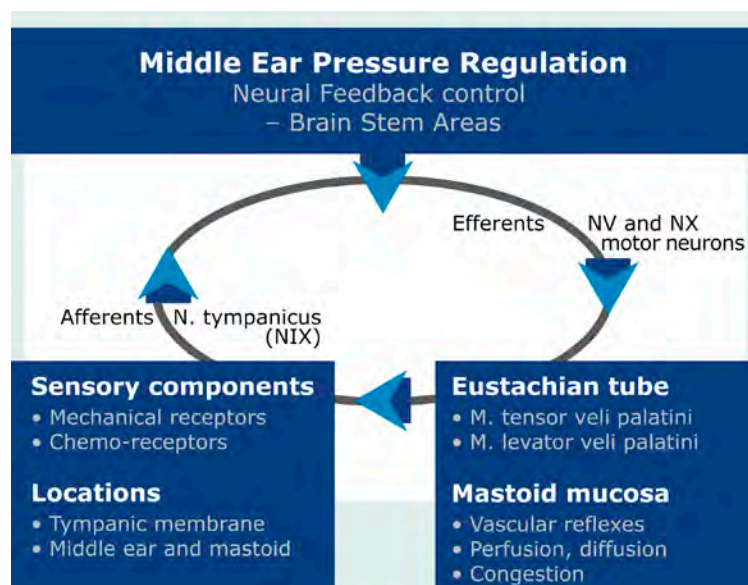 Middle Ear Pressure Regulation
Neural Feedback control
– Brain Stem Areas
Efferents
NV and NX
motor neurons
Afferents
N. tympanicus
(NIX)
Sensory components
• Mechanical receptors
• Chemo-receptors
Locations
• Tympanic membrane
• Middle ear and mastoid
Eustachian tube
• M. tensor veli palatini
• M. levator veli palatini
Mastoid mucosa
• Vascular reflexes
• Perfusion, diffusion
• Congestion